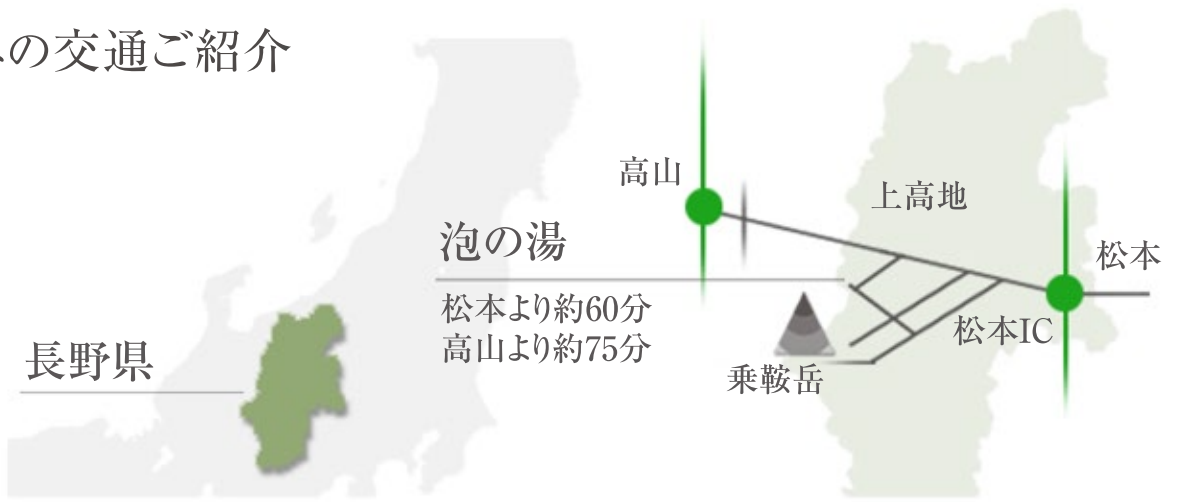 の交通ご紹介
高山
上高地
泡の湯
松本
松本より約60分
高山より約75分
松本IC
長野県
乗鞍岳